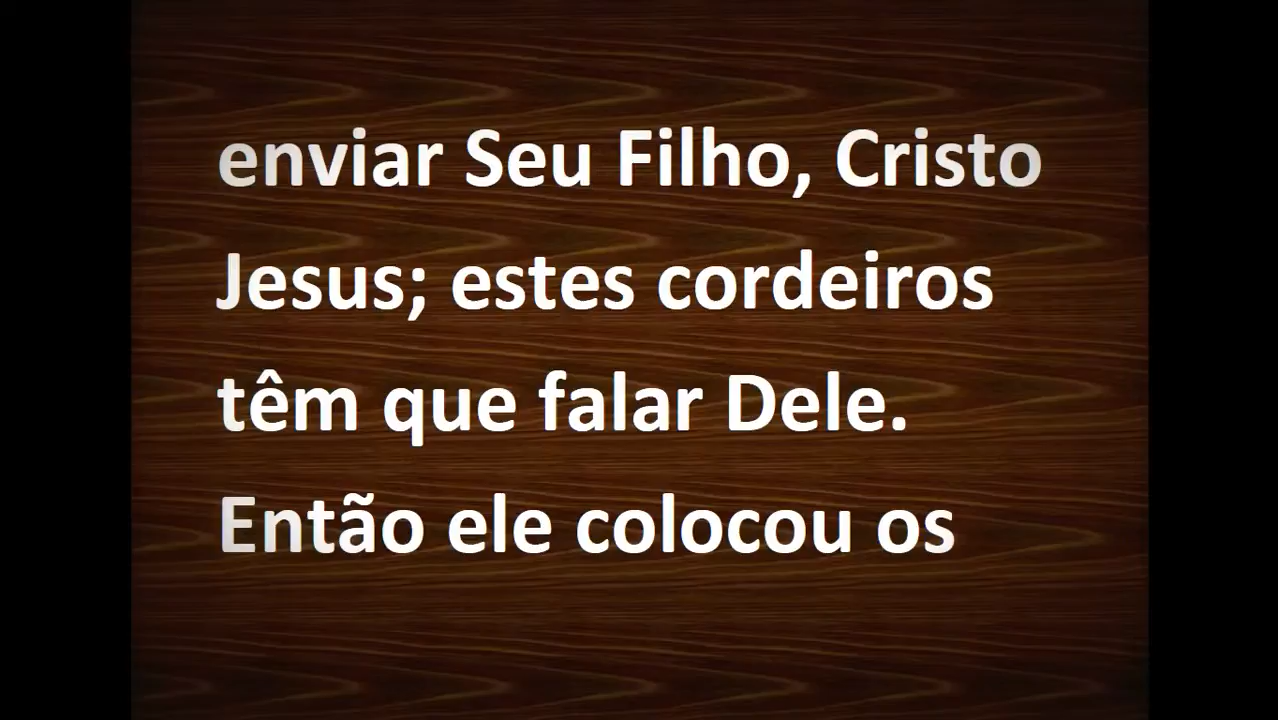 enviar Seu Filho, Cristo
Jesus; estes cordeiros
têm que falar Dele.
Então ele colocou os